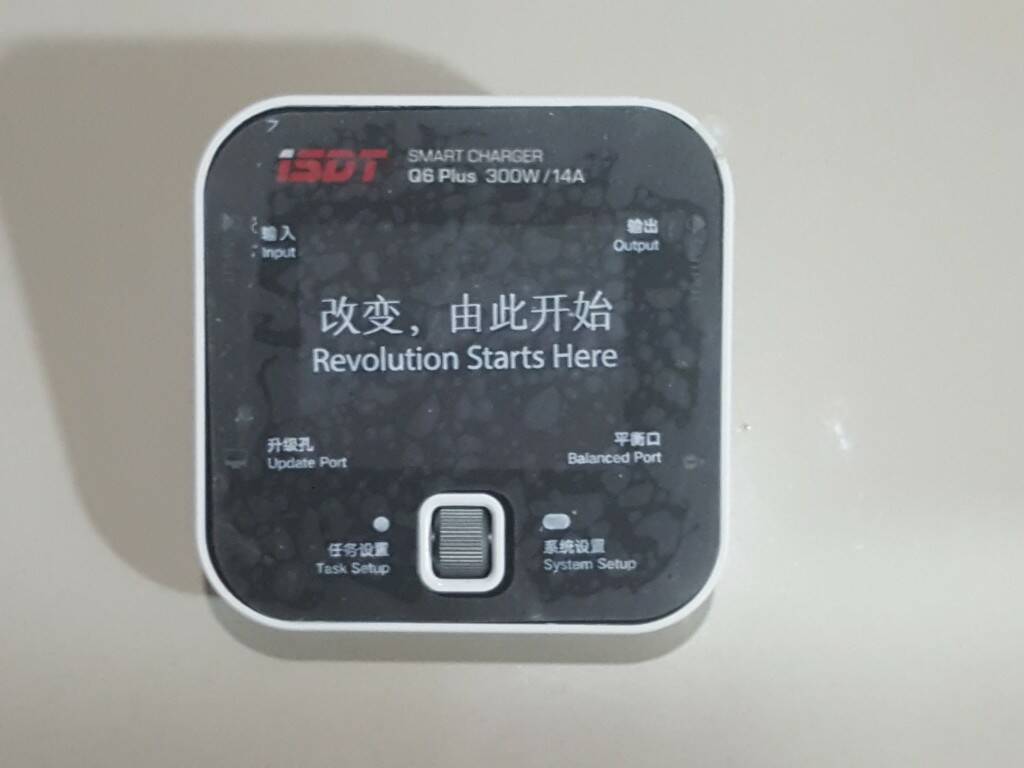 iSDT
SMART CHARGER
Q6 Plus 300W/14A
输入
Input
输出
Output
改变，由此开始
Revolution Starts Here
升级孔
Update Port
平衡口
Balanced Port
任务设置
Task Setup
系统设置
System Setup